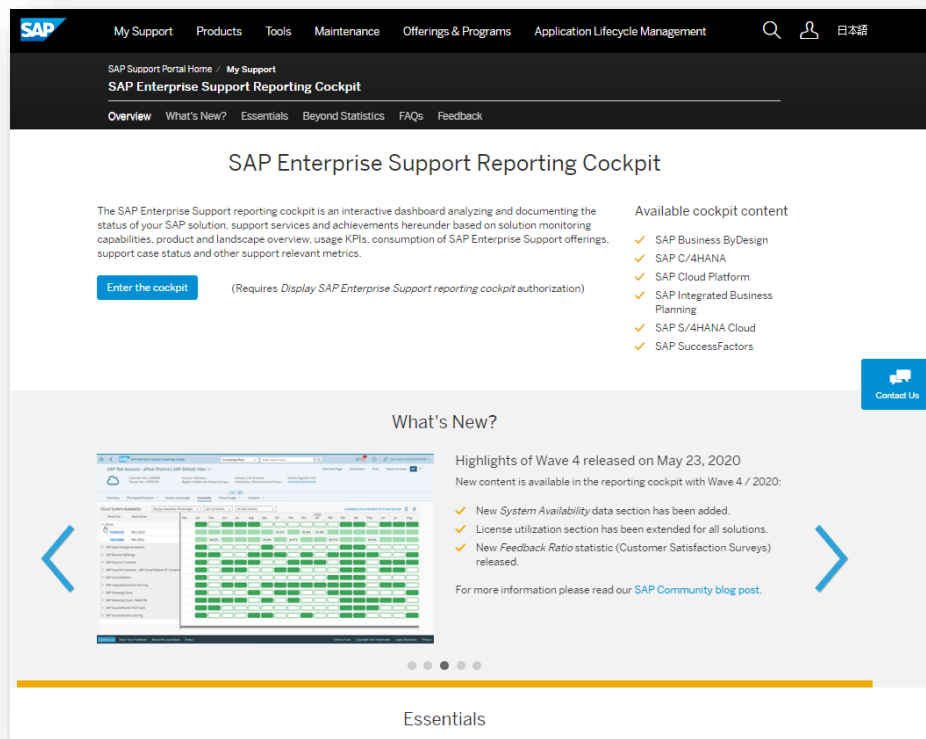 SAP
My Support Products Tools Maintenance Offerings & Programs Application Lifecycle Management 日本語
SAP Support Portal Home / My Support
SAP Enterprise Support Reporting Cockpit
Overview What's New? Essentials Beyond Statistics FAQs Feedback
SAP Enterprise Support Reporting Cockpit
The SAP Enterprise Support reporting cockpit is an interactive dashboard analyzing and documenting the
status of your SAP solution, support services and achievements hereunder based on solution monitoring
capabilities, product and landscape overview, usage KPIs, consumption of SAP Enterprise Support offerings,
support case status and other support relevant metrics.
Enter the cockpit
(Requires Display SAP Enterprise Support reporting cockpit authorization)
Available cockpit content
SAP Business ByDesign
SAP C/4HANA
SAP Cloud Platform
SAP Integrated Business
Planning
SAP S/4HANA Cloud
SAP SuccessFactors
Contact Us
What's New?
Highlights of Wave 4 released on May 23, 2020
New content is available in the reporting cockpit with Wave 4 / 2020:
New System Availability data section has been added.
License utilization section has been extended for all solutions.
New Feedback Ratio statistic (Customer Satisfaction Surveys)
released.
For more information please read our SAP Community blog post.
Essentials